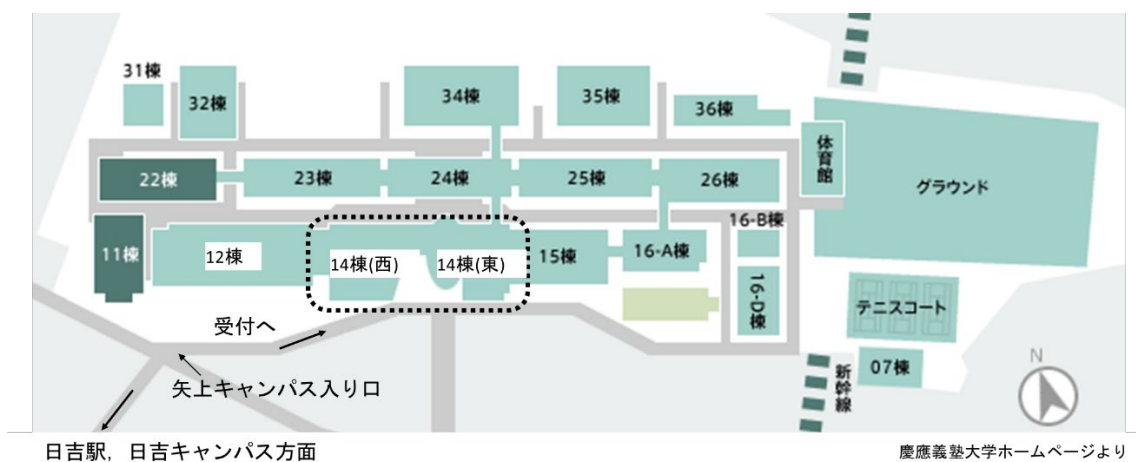 31棟
32棟
34棟
35棟
36棟
体育館
グラウンド
22棟
23棟
24棟
25棟
26棟
11棟
12棟
14棟(西)
14棟(東)
15棟
16-A棟
16-B棟
16-D棟
テニスコート
07棟
新幹線
N
受付へ
矢上キャンパス入り口
日吉駅，日吉キャンパス方面
慶應義塾大学ホームページより